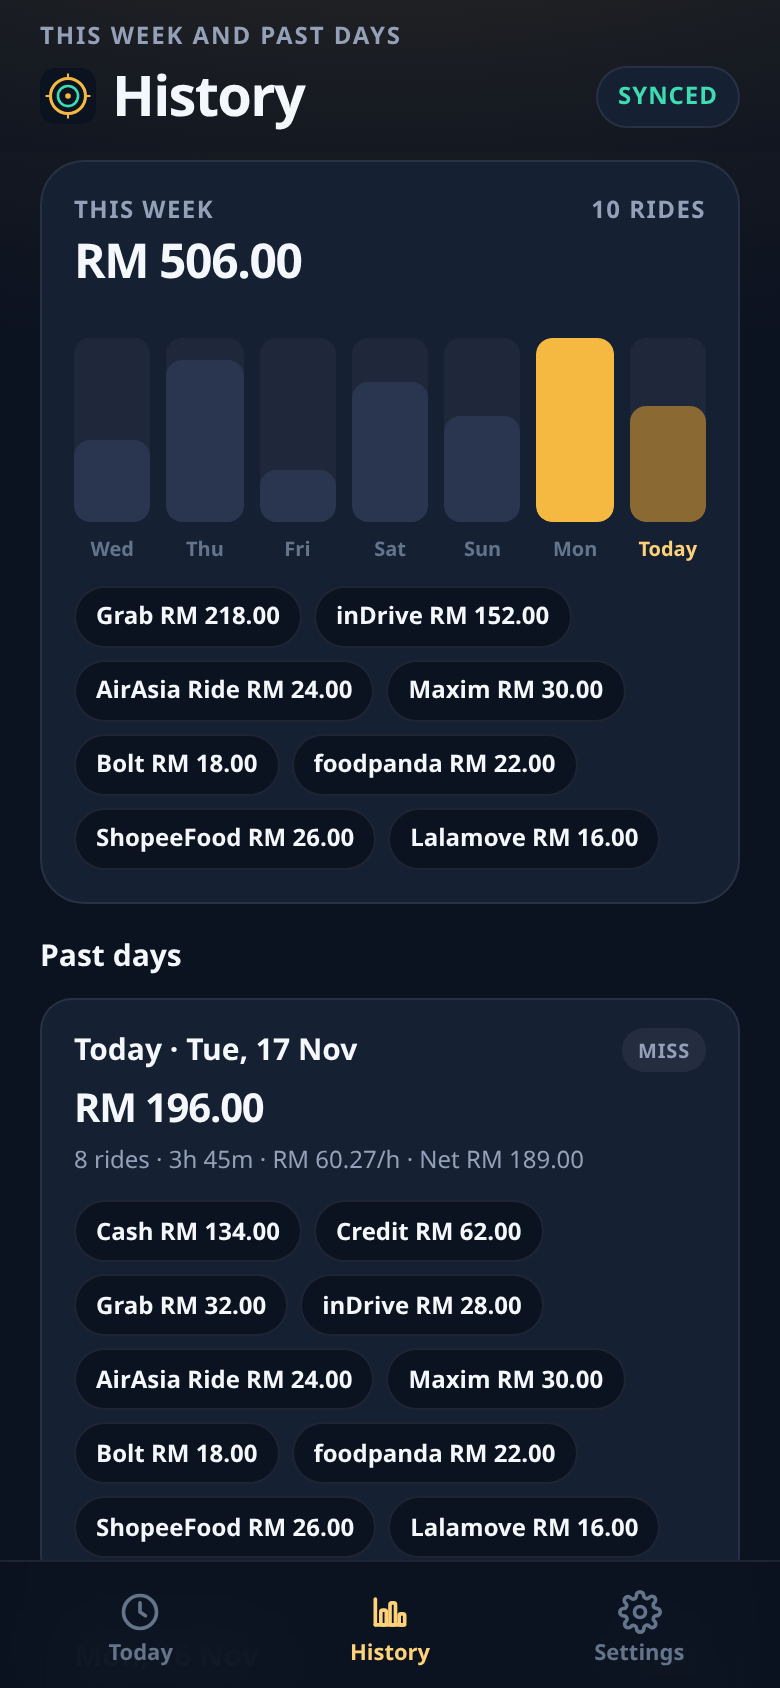 THIS WEEK AND PAST DAYS
History
SYNCED
THIS WEEK
10 RIDES
RM 506.00
Wed Thu Fri Sat Sun Mon Today
Grab RM 218.00 inDrive RM 152.00
AirAsia Ride RM 24.00 Maxim RM 30.00
Bolt RM 18.00 foodpanda RM 22.00
ShopeeFood RM 26.00 Lalamove RM 16.00
Past days
Today · Tue, 17 Nov
MISS
RM 196.00
8 rides · 3h 45m · RM 60.27/h · Net RM 189.00
Cash RM 134.00 Credit RM 62.00
Grab RM 32.00 inDrive RM 28.00
AirAsia Ride RM 24.00 Maxim RM 30.00
Bolt RM 18.00 foodpanda RM 22.00
ShopeeFood RM 26.00 Lalamove RM 16.00
Today History Settings